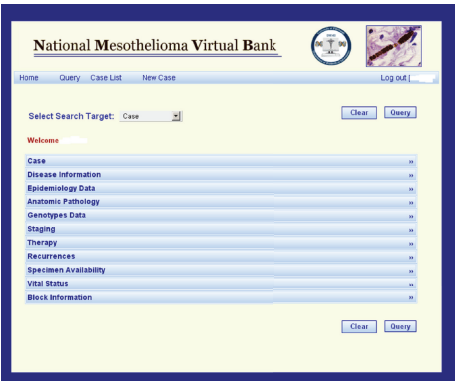 National Mesothelioma Virtual Bank
Home Query Case List New Case Log out |
Select Search Target: Case Clear Query
Welcome
Case »
Disease Information »
Epidemiology Data »
Anatomic Pathology »
Genotypes Data »
Staging »
Therapy »
Recurrences »
Specimen Availability »
Vital Status »
Block Information »
Clear Query